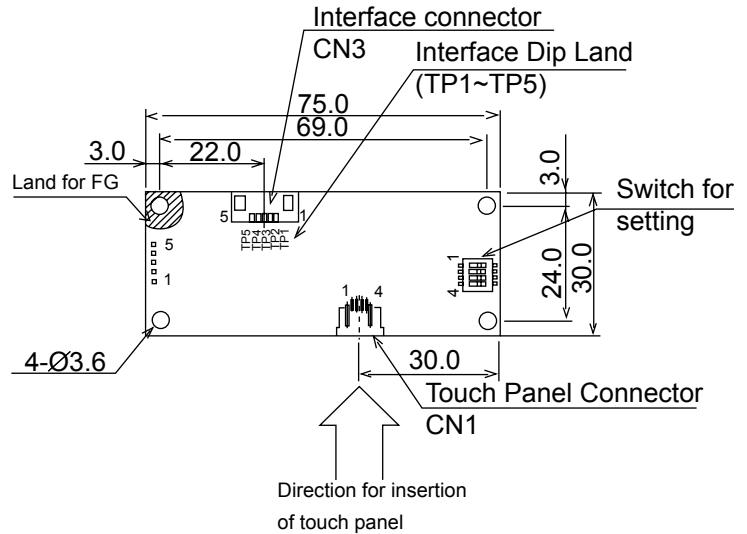 Interface connector
CN3
Interface Dip Land
(TP1~TP5)
75.0
69.0
3.0
22.0
3.0
Land for FG
Switch for
setting
5
1
TP5
TP4
TP3
TP2
TP1
5
1
1
4
1
4
24.0
30.0
4-Ø3.6
30.0
Touch Panel Connector
CN1
Direction for insertion
of touch panel